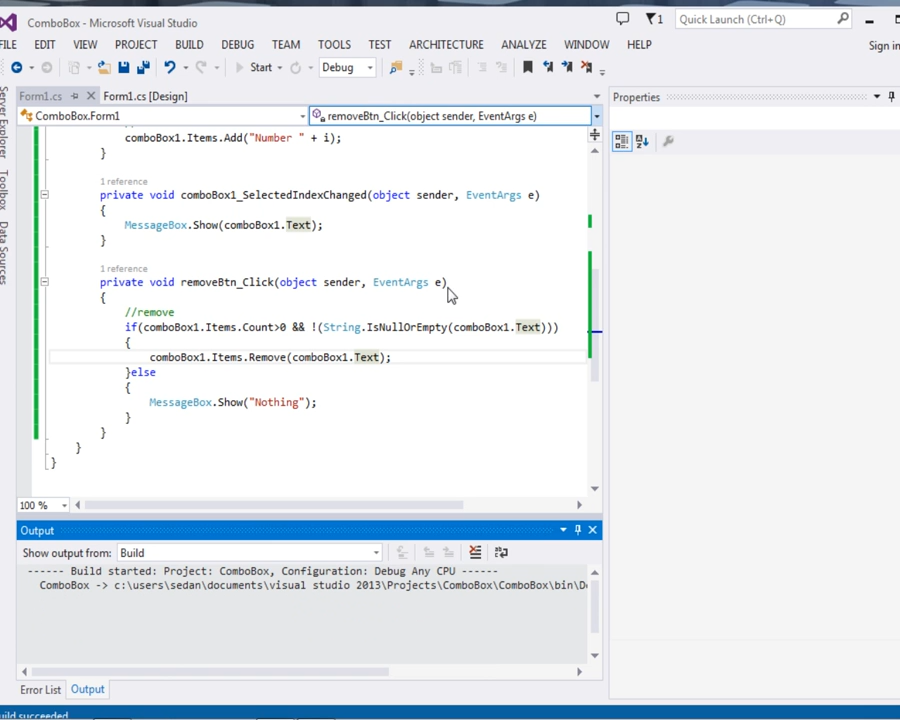 ComboBox - Microsoft Visual Studio
1
Quick Launch (Ctrl+Q)
FILE EDIT VIEW PROJECT BUILD DEBUG TEAM TOOLS TEST ARCHITECTURE ANALYZE WINDOW HELP
Sign in
Start Debug
Server Explorer
Toolbox
Data Sources
Form1.cs Form1.cs [Design]
ComboBox.Form1 removeBtn_Click(object sender, EventArgs e)
comboBox1.Items.Add("Number " + i);
}
1 reference
private void comboBox1_SelectedIndexChanged(object sender, EventArgs e)
{
MessageBox.Show(comboBox1.Text);
}
1 reference
private void removeBtn_Click(object sender, EventArgs e)
{
//remove
if(comboBox1.Items.Count>0 && !(String.IsNullOrEmpty(comboBox1.Text)))
{
comboBox1.Items.Remove(comboBox1.Text);
}else
{
MessageBox.Show("Nothing");
}
}
}
}
100 %
Output
Show output from: Build
------ Build started: Project: ComboBox, Configuration: Debug Any CPU ------
ComboBox -> c:\users\sedan\documents\visual studio 2013\Projects\ComboBox\ComboBox\bin\De
Error List Output
uild succeeded
Properties